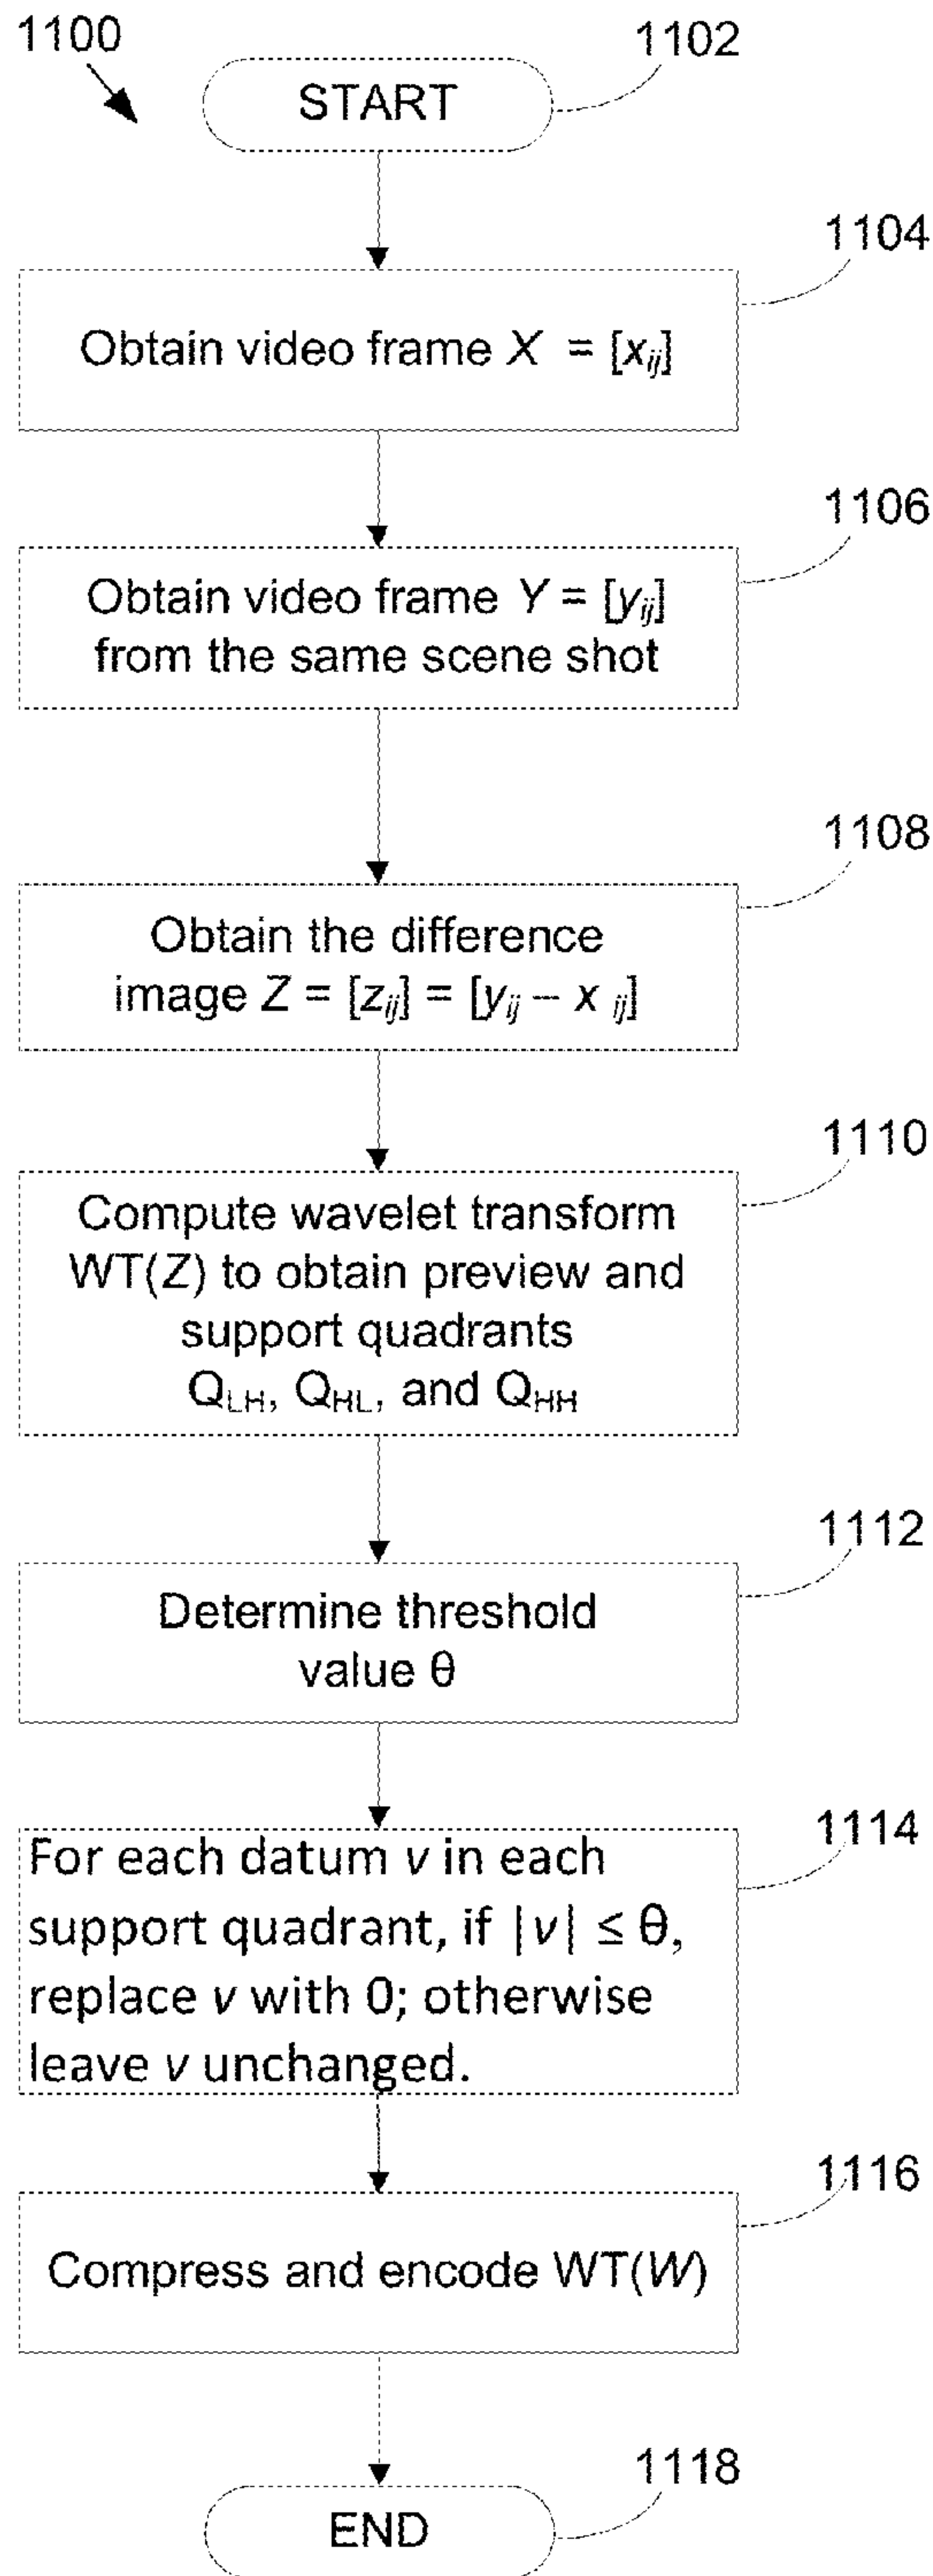 1100
1102
START
1104
Obtain video frame X = [xij]
1106
Obtain video frame Y = [yij]
from the same scene shot
1108
Obtain the difference
image Z = [zij] = [yij – x ij]
1110
Compute wavelet transform
WT(Z) to obtain preview and
support quadrants
QLH, QHL, and QHH
1112
Determine threshold
value θ
1114
For each datum v in each
support quadrant, if |v| ≤ θ,
replace v with 0; otherwise
leave v unchanged.
1116
Compress and encode WT(W)
1118
END